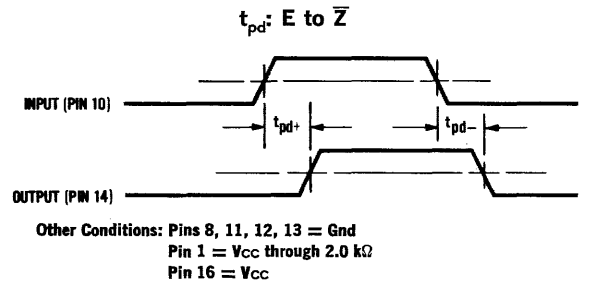 tpd: E to Z̅
INPUT (PIN 10)
tpd+ tpd–
OUTPUT (PIN 14)
Other Conditions: Pins 8, 11, 12, 13 = Gnd
Pin 1 = VCC through 2.0 kΩ
Pin 16 = VCC